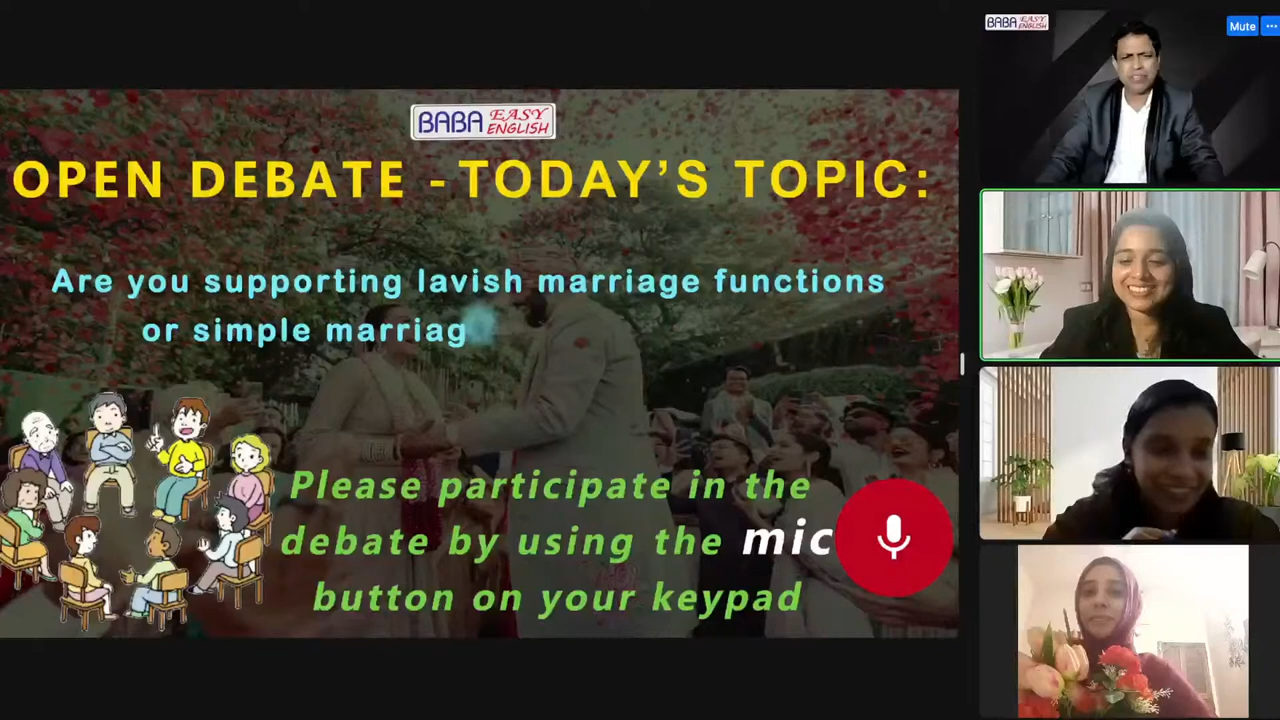 BABA EASY ENGLISH
OPEN DEBATE - TODAY'S TOPIC:
Are you supporting lavish marriage functions
or simple marriag
Please participate in the
debate by using the mic
button on your keypad
BABA EASY ENGLISH
Mute